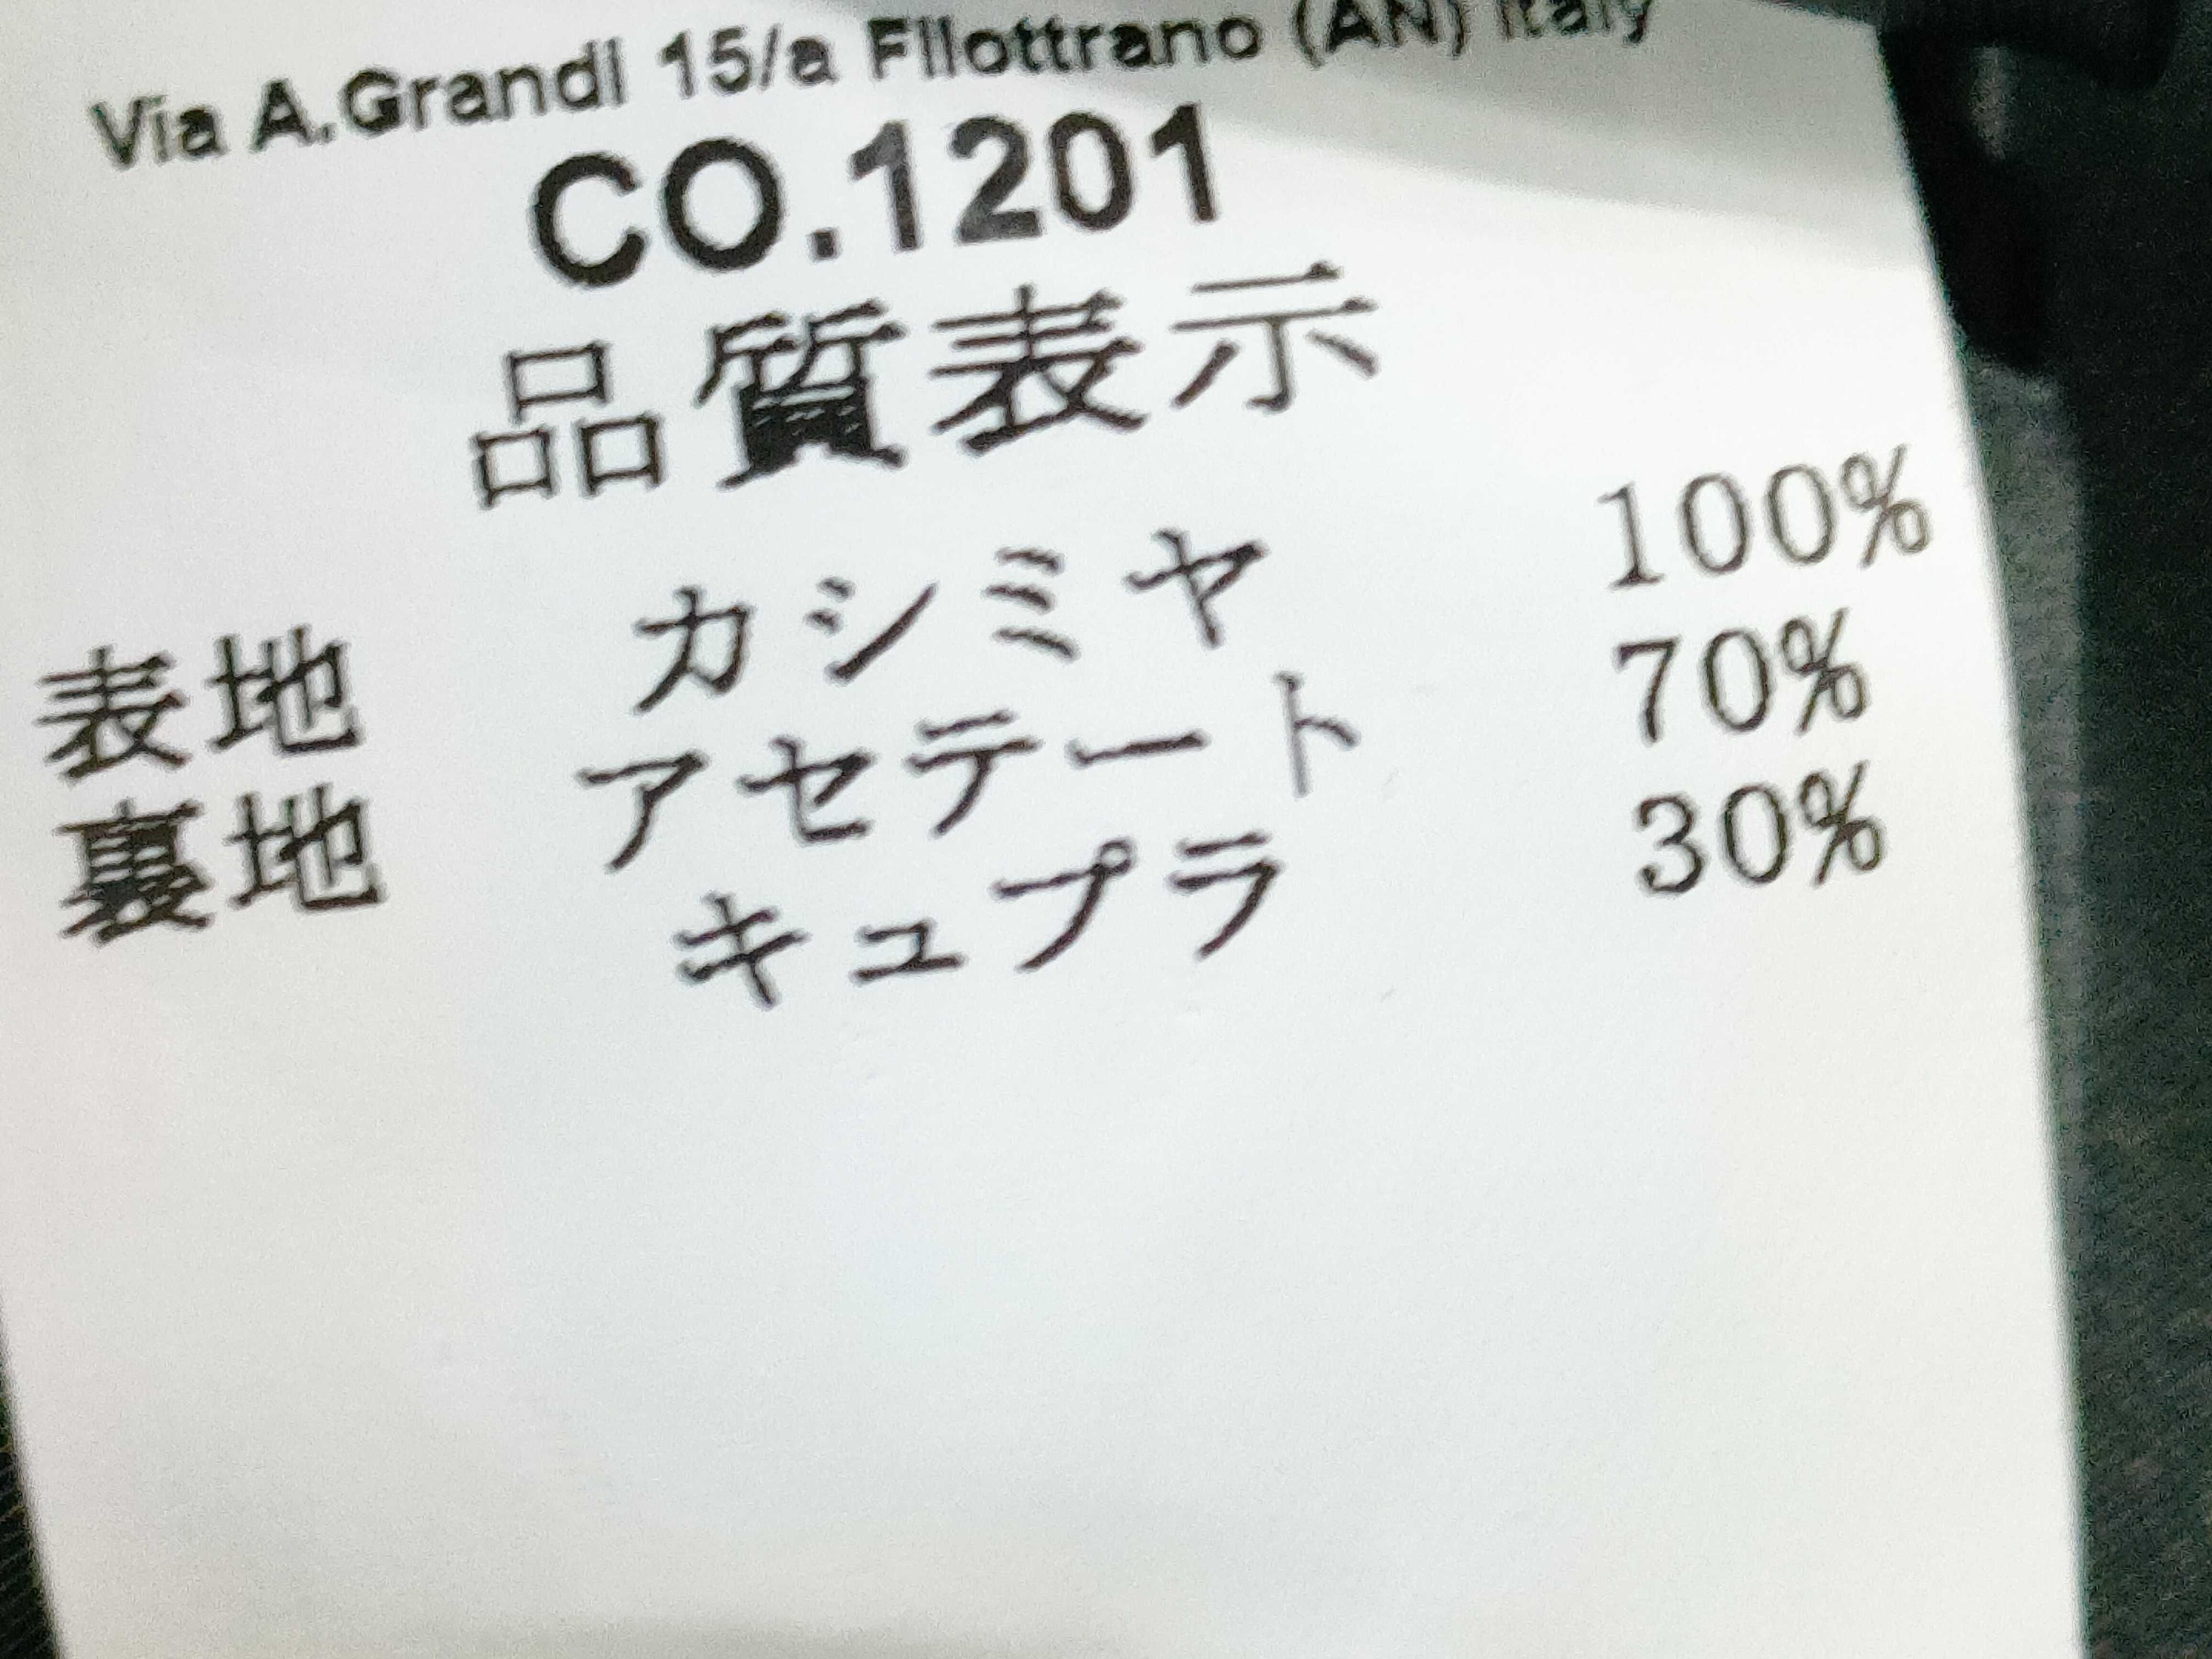 Via A.Grandi 15/a Filottrano (AN) Italy
CO.1201
品質表示
表地 カシミヤ 100%
裏地 アセテート 70%
キュプラ 30%